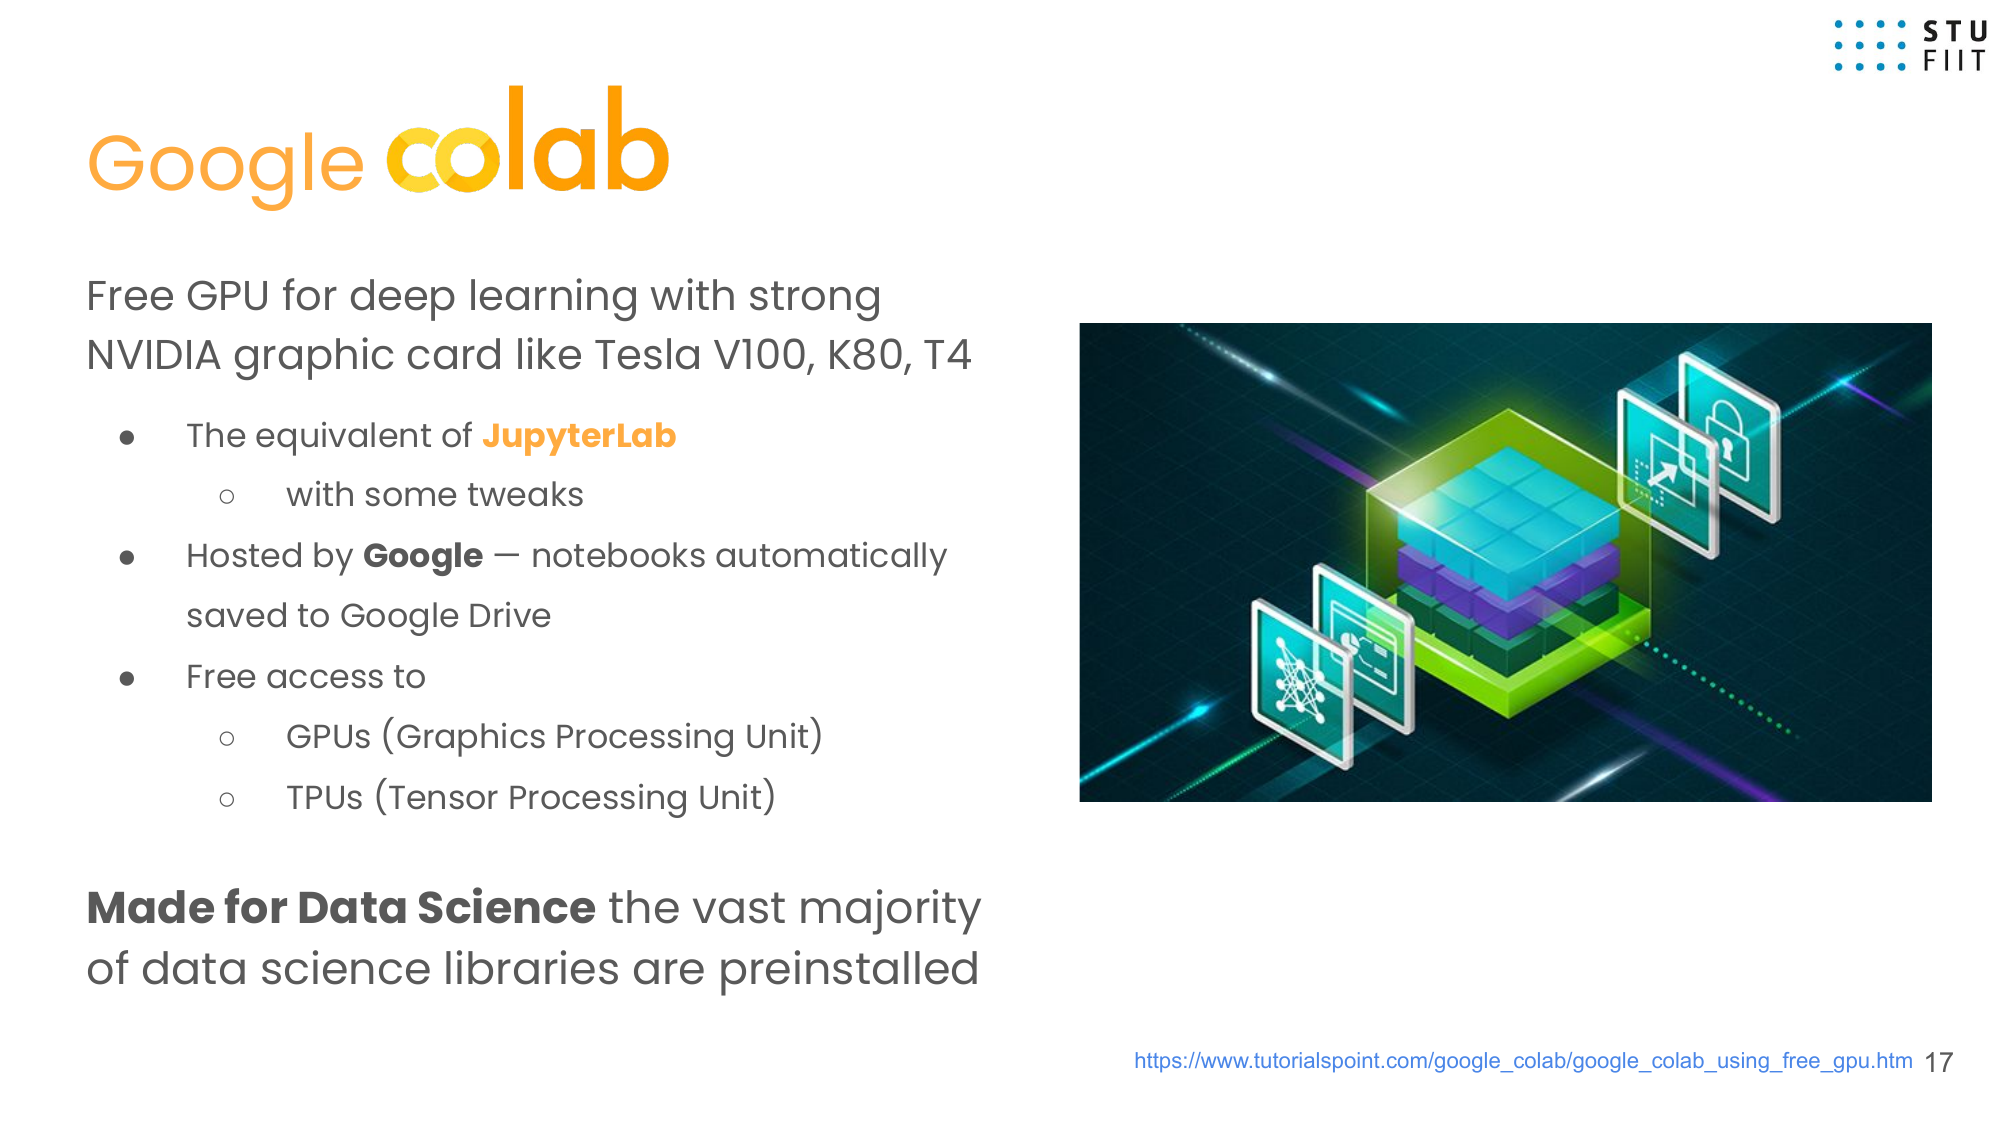 STU
FIIT
Google colab
Free GPU for deep learning with strong
NVIDIA graphic card like Tesla V100, K80, T4
● The equivalent of JupyterLab
○ with some tweaks
● Hosted by Google — notebooks automatically
saved to Google Drive
● Free access to
○ GPUs (Graphics Processing Unit)
○ TPUs (Tensor Processing Unit)
Made for Data Science the vast majority
of data science libraries are preinstalled
https://www.tutorialspoint.com/google_colab/google_colab_using_free_gpu.htm 17